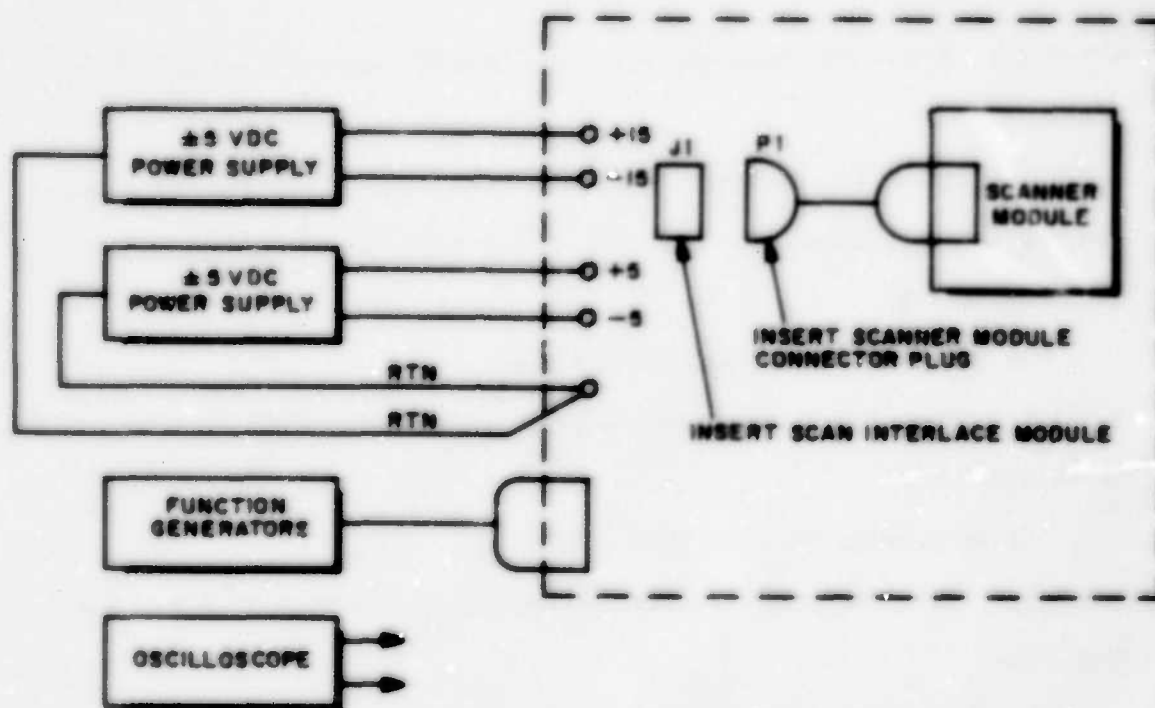 ±5 VDC
POWER SUPPLY
+15
-15
J1
P1
SCANNER
MODULE
±5 VDC
POWER SUPPLY
+5
-5
INSERT SCANNER MODULE
CONNECTOR PLUG
RTN
RTN
INSERT SCAN INTERLACE MODULE
FUNCTION
GENERATORS
OSCILLOSCOPE